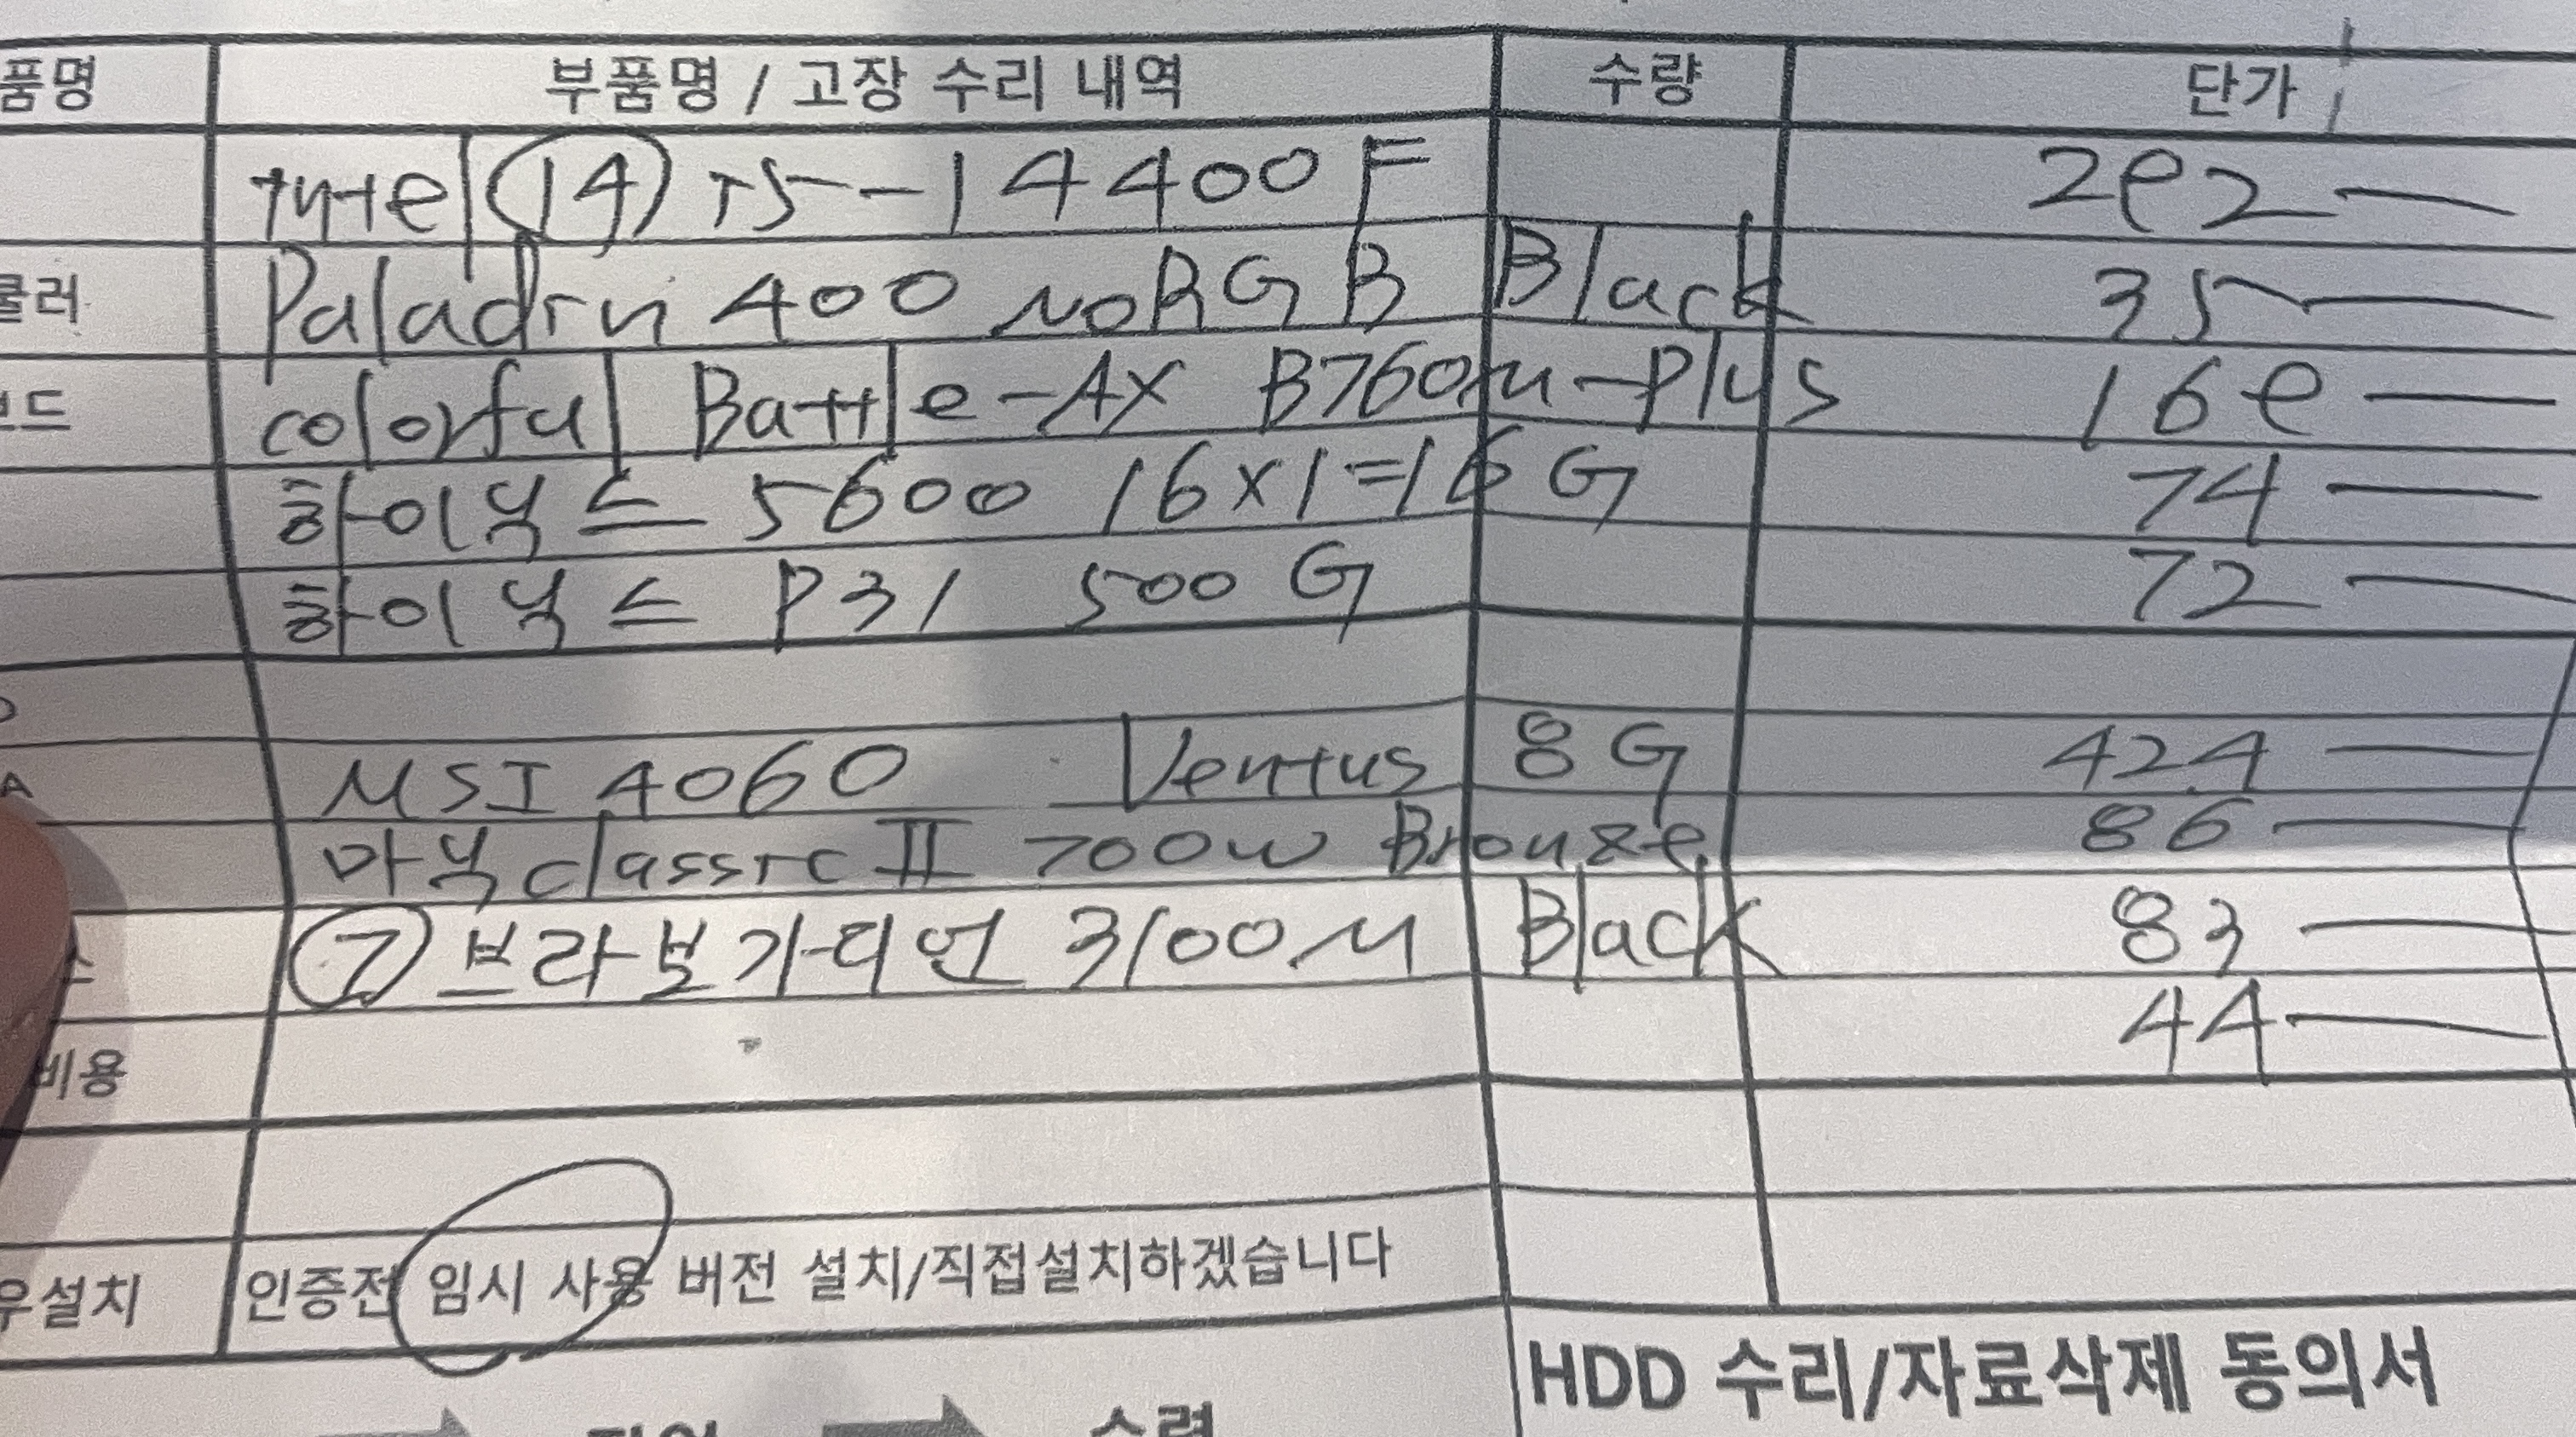 품명 부품명 / 고장 수리 내역 수량 단가
Intel ⑭ I5-14400F 282 —
쿨러 Paladin 400 NORGB Black 35 —
보드 colorful Battle-AX B760M-Plus 168 —
하이닉스 5600 16x1=16G 74 —
하이닉스 P31 500G 72 —
MSI 4060 Ventus 8G 424 —
마닉 classic II 700W Bronze 86 —
⑦ 브라보 가디언 3100M Black 83 —
비용 44 —
설치 인증전 임시 사용 버전 설치/직접설치하겠습니다
HDD 수리/자료삭제 동의서